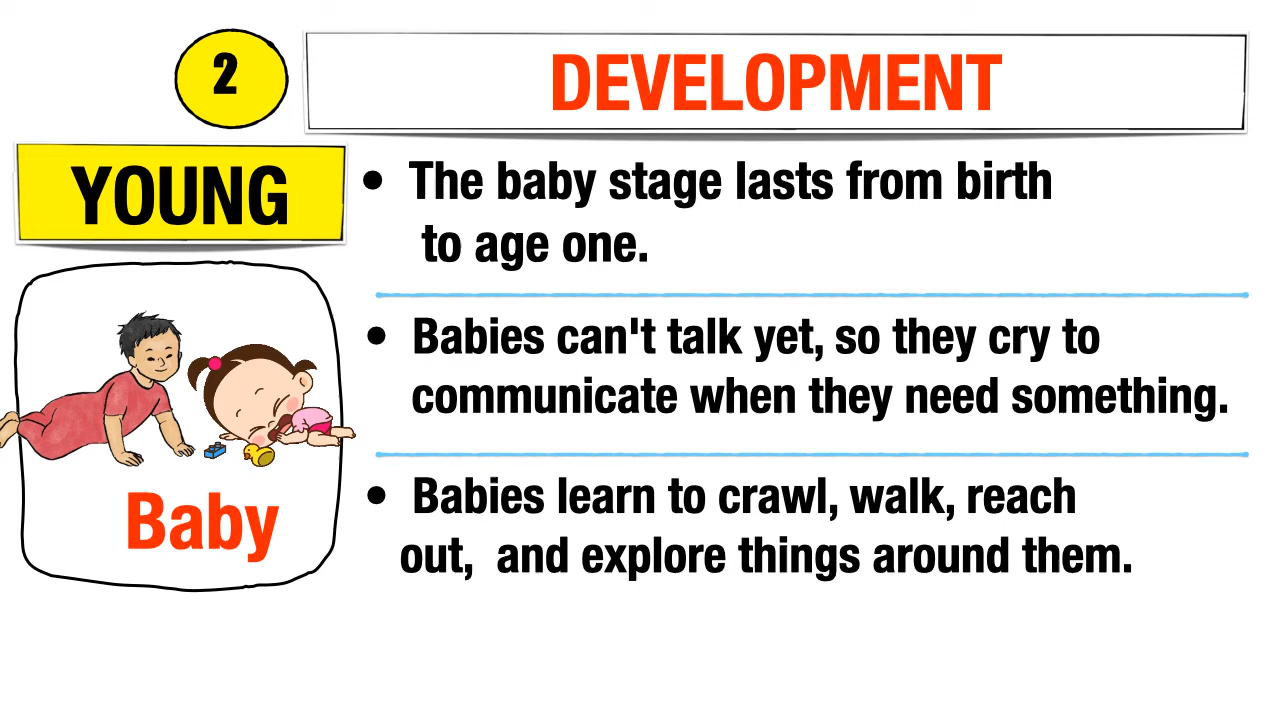 2
DEVELOPMENT
YOUNG
• The baby stage lasts from birth
to age one.
• Babies can't talk yet, so they cry to
communicate when they need something.
• Babies learn to crawl, walk, reach
out, and explore things around them.
Baby